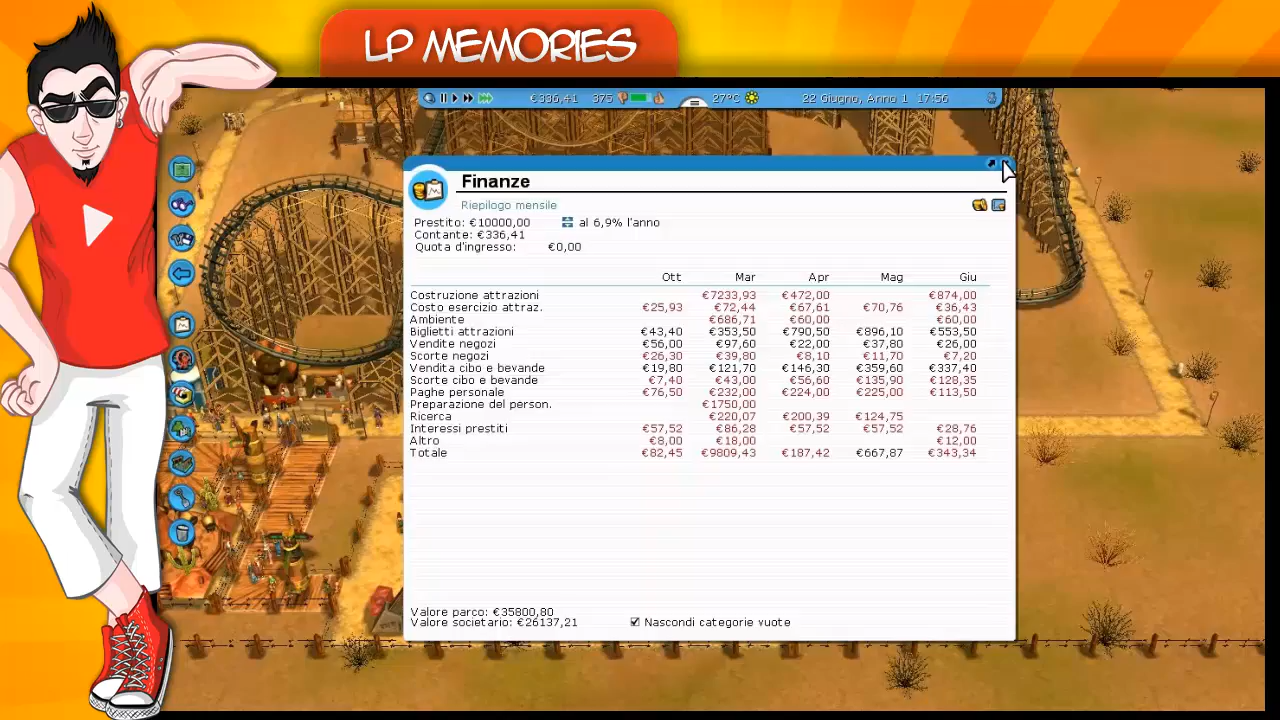 LP MEMORIES
€336,41 375 27°C 22 Giugno, Anno 1 17:56
Finanze
Riepilogo mensile
Prestito: €10000,00 al 6,9% l'anno
Contante: €336,41
Quota d'ingresso: €0,00
Ott Mar Apr Mag Giu
Costruzione attrazioni €7233,93 €472,00 €874,00
Costo esercizio attraz. €25,93 €72,44 €67,61 €70,76 €36,43
Ambiente €686,71 €60,00 €60,00
Biglietti attrazioni €43,40 €353,50 €790,50 €896,10 €553,50
Vendite negozi €56,00 €97,60 €22,00 €37,80 €26,00
Scorte negozi €26,30 €39,80 €8,10 €11,70 €7,20
Vendita cibo e bevande €19,80 €121,70 €146,30 €359,60 €337,40
Scorte cibo e bevande €7,40 €43,00 €56,60 €135,90 €128,35
Paghe personale €76,50 €232,00 €224,00 €225,00 €113,50
Preparazione del person. €1750,00
Ricerca €220,07 €200,39 €124,75
Interessi prestiti €57,52 €86,28 €57,52 €57,52 €28,76
Altro €8,00 €18,00 €12,00
Totale €82,45 €9809,43 €187,42 €667,87 €343,34
Valore parco: €35800,80
Valore societario: €26137,21 Nascondi categorie vuote